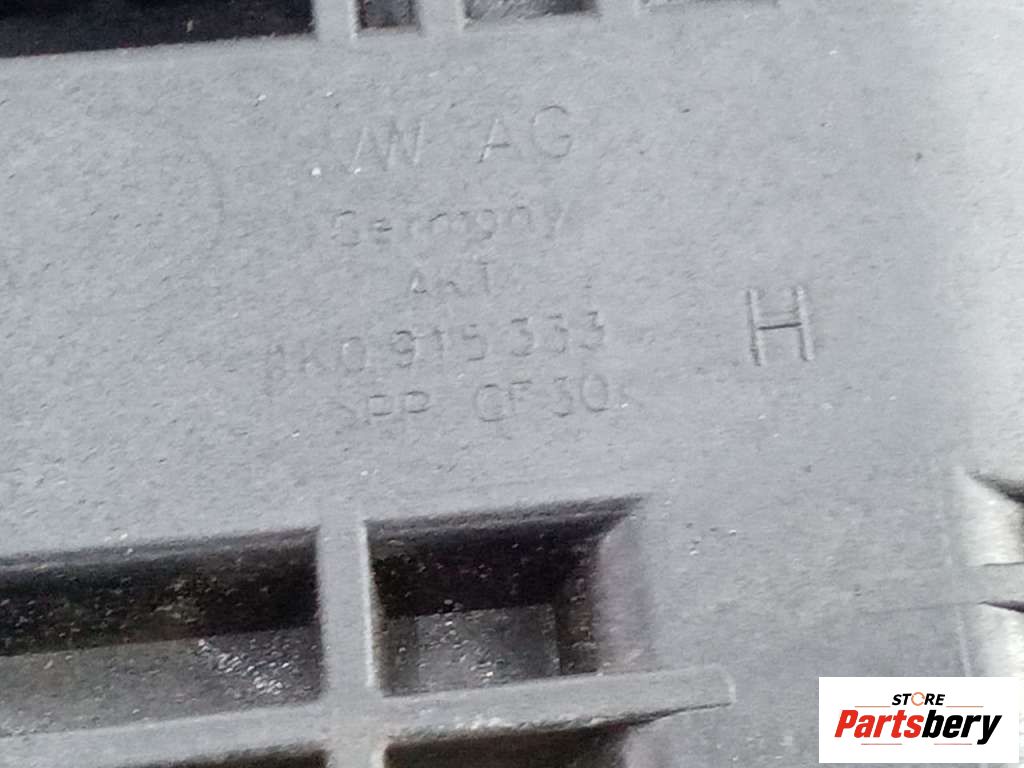 VW AG
Germany
AKT
1K0 915 333
H
>PP GF30<
STORE
Partsbery